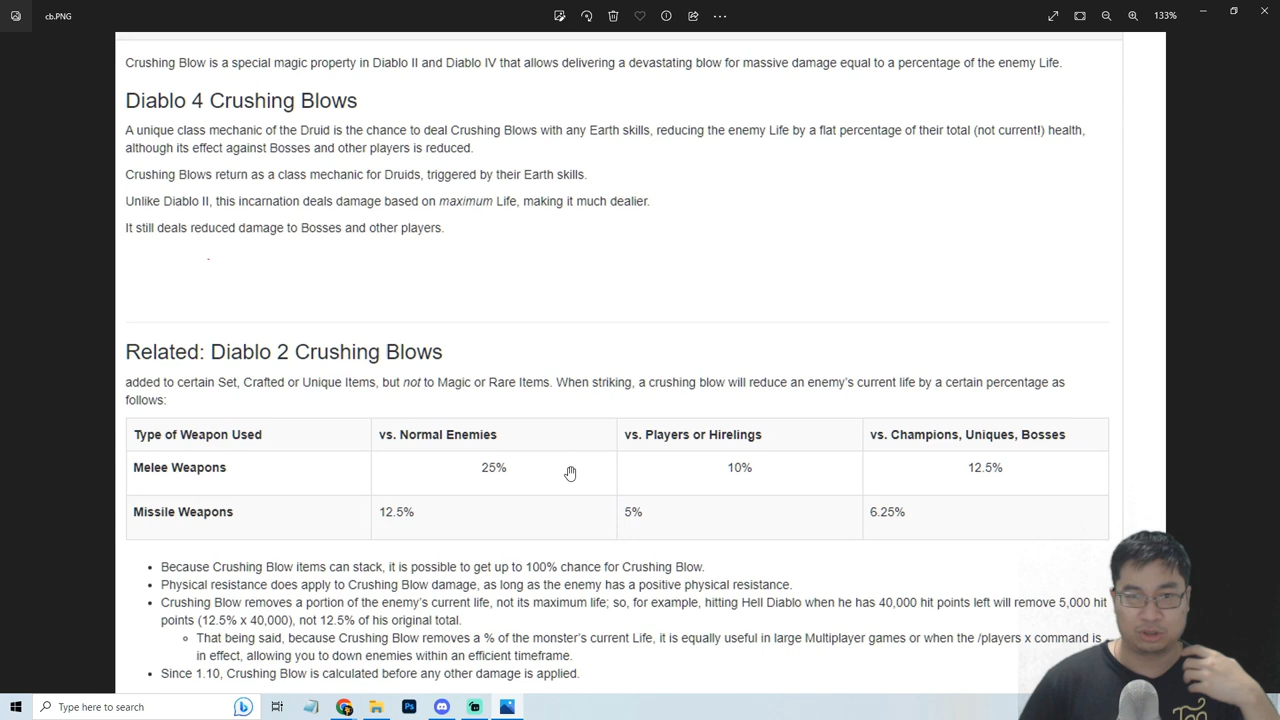 cb.PNG
133%
Crushing Blow is a special magic property in Diablo II and Diablo IV that allows delivering a devastating blow for massive damage equal to a percentage of the enemy Life.
Diablo 4 Crushing Blows
A unique class mechanic of the Druid is the chance to deal Crushing Blows with any Earth skills, reducing the enemy Life by a flat percentage of their total (not current!) health,
although its effect against Bosses and other players is reduced.
Crushing Blows return as a class mechanic for Druids, triggered by their Earth skills.
Unlike Diablo II, this incarnation deals damage based on maximum Life, making it much dealier.
It still deals reduced damage to Bosses and other players.
Related: Diablo 2 Crushing Blows
added to certain Set, Crafted or Unique Items, but not to Magic or Rare Items. When striking, a crushing blow will reduce an enemy's current life by a certain percentage as
follows:
Type of Weapon Used vs. Normal Enemies vs. Players or Hirelings vs. Champions, Uniques, Bosses
Melee Weapons 25% 10% 12.5%
Missile Weapons 12.5% 5% 6.25%
Because Crushing Blow items can stack, it is possible to get up to 100% chance for Crushing Blow.
Physical resistance does apply to Crushing Blow damage, as long as the enemy has a positive physical resistance.
Crushing Blow removes a portion of the enemy's current life, not its maximum life; so, for example, hitting Hell Diablo when he has 40,000 hit points left will remove 5,000 hit
points (12.5% x 40,000), not 12.5% of his original total.
That being said, because Crushing Blow removes a % of the monster's current Life, it is equally useful in large Multiplayer games or when the /players x command is
in effect, allowing you to down enemies within an efficient timeframe.
Since 1.10, Crushing Blow is calculated before any other damage is applied.
Type here to search
Ps